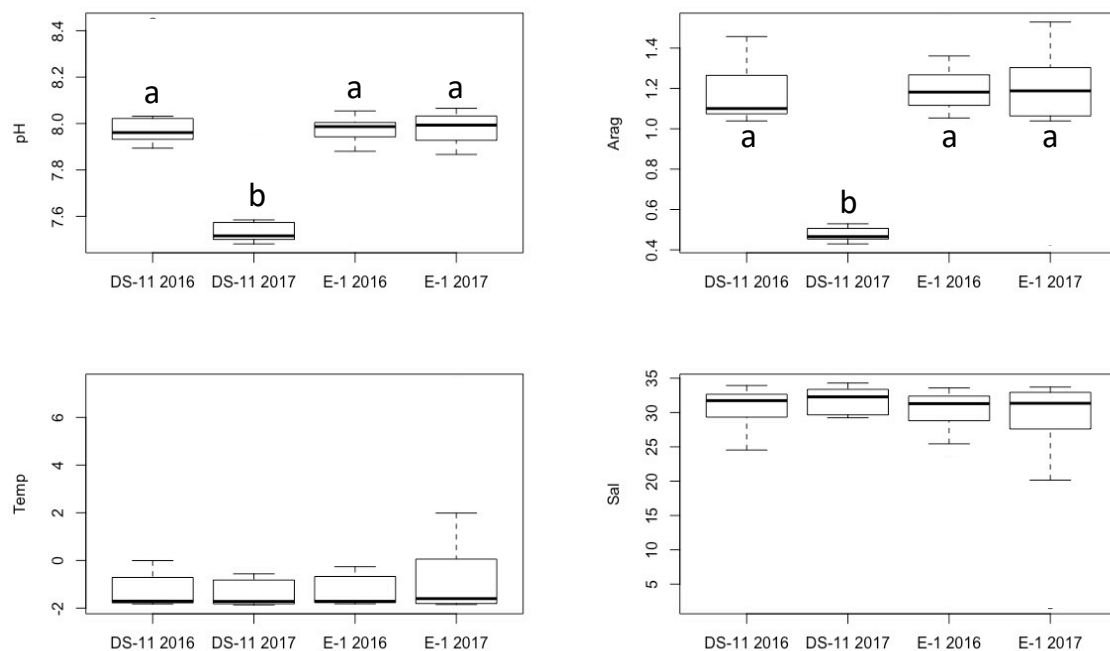 pH
8.4
8.2
8.0
7.8
7.6
a
b
a
a
DS-11 2016
DS-11 2017
E-1 2016
E-1 2017
Arag
1.4
1.2
1.0
0.8
0.6
0.4
a
b
a
a
DS-11 2016
DS-11 2017
E-1 2016
E-1 2017
Temp
6
4
2
0
-2
DS-11 2016
DS-11 2017
E-1 2016
E-1 2017
Sal
35
30
25
20
15
10
5
DS-11 2016
DS-11 2017
E-1 2016
E-1 2017